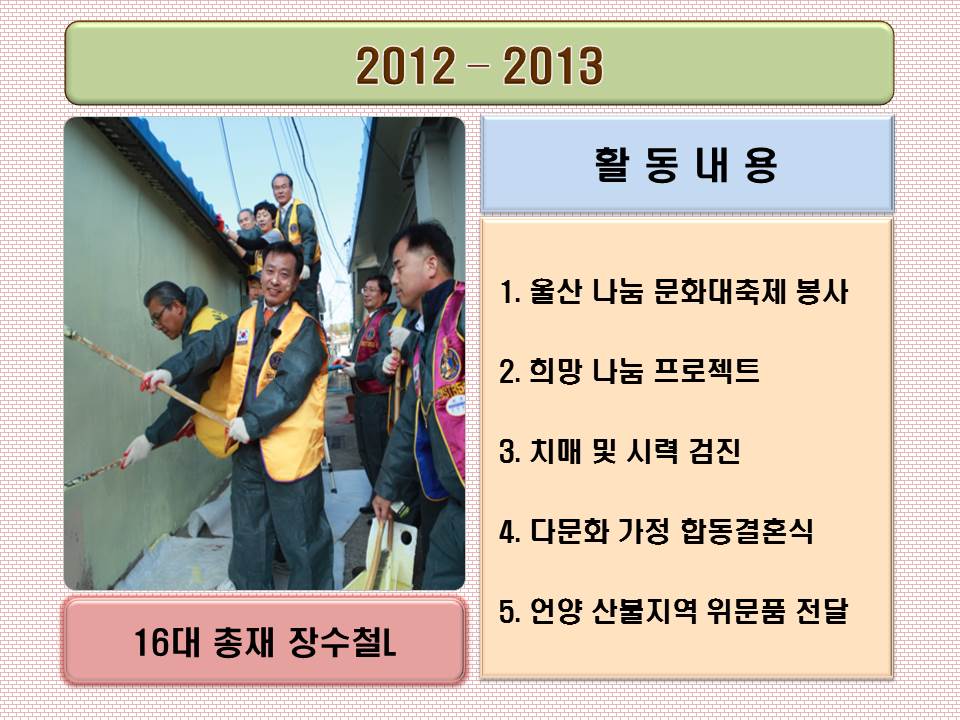 2012 – 2013
활 동 내 용
1. 울산 나눔 문화대축제 봉사
2. 희망 나눔 프로젝트
3. 치매 및 시력 검진
4. 다문화 가정 합동결혼식
5. 언양 산불지역 위문품 전달
16대 총재 장수철L